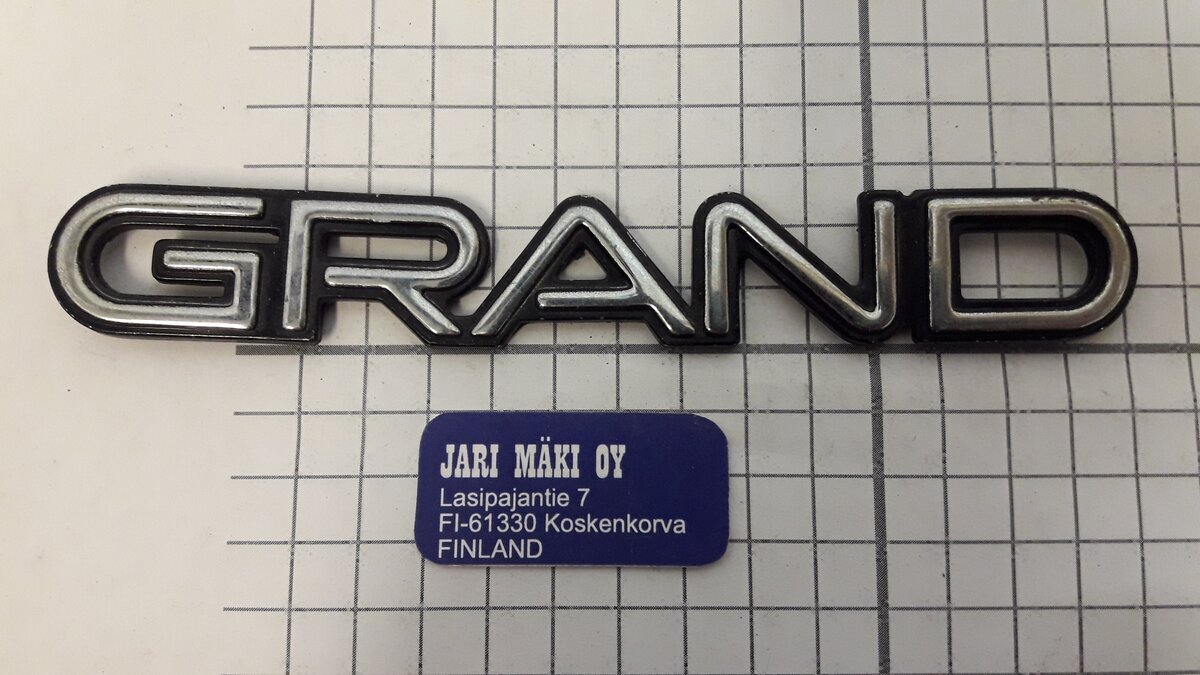 GRAND
JARI MÄKI OY
Lasipajantie 7
FI-61330 Koskenkorva
FINLAND